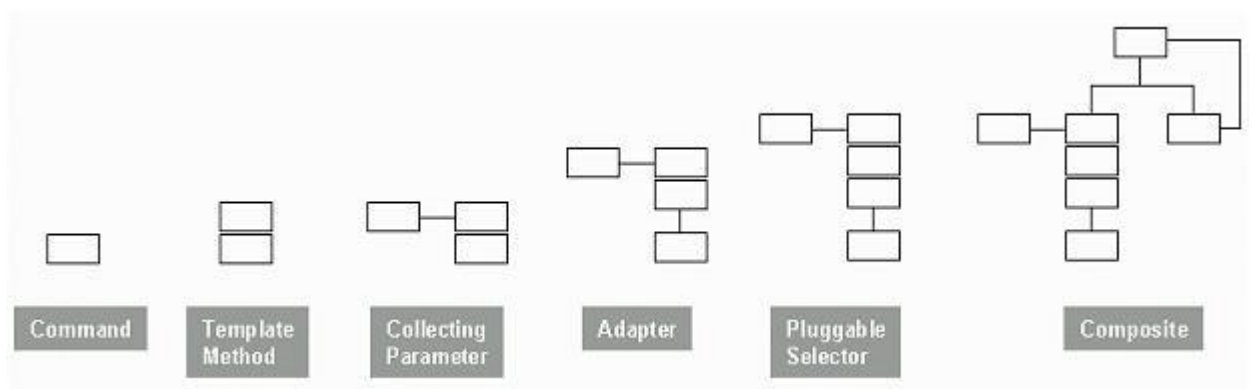 Command
Template
Method
Collecting
Parameter
Adapter
Pluggable
Selector
Composite